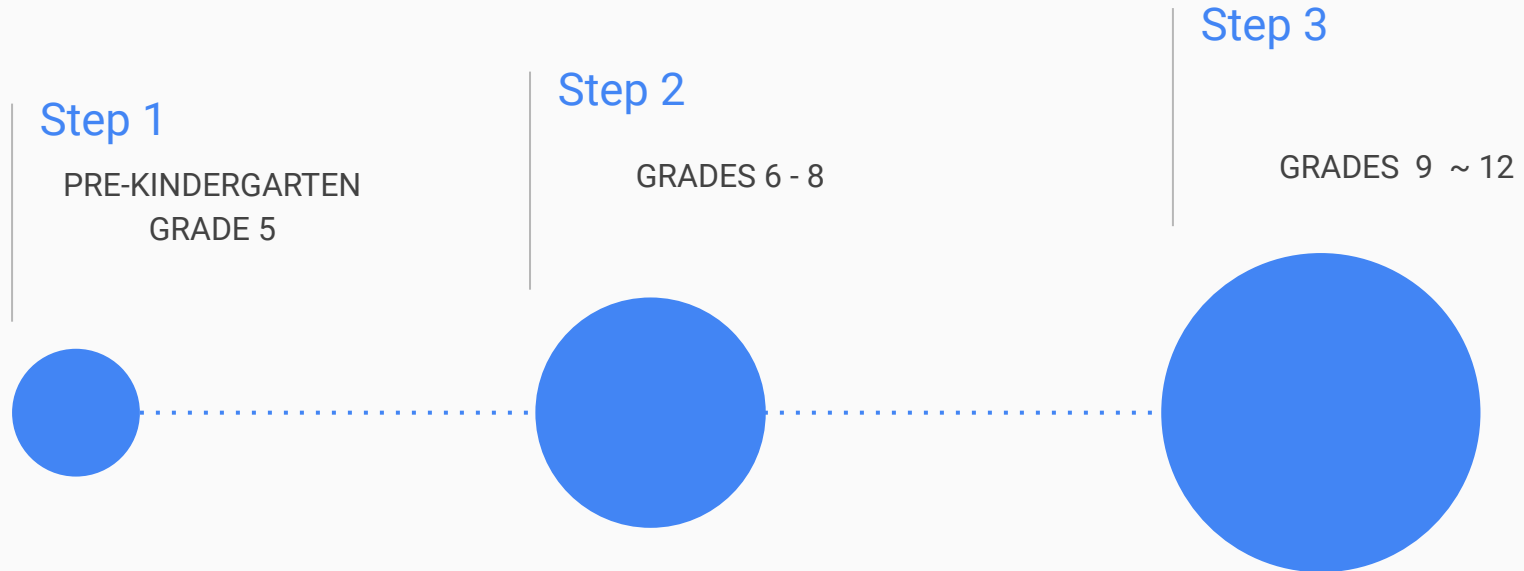 Step 1
PRE-KINDERGARTEN
GRADE 5
Step 2
GRADES 6 - 8
Step 3
GRADES  9  ~ 12